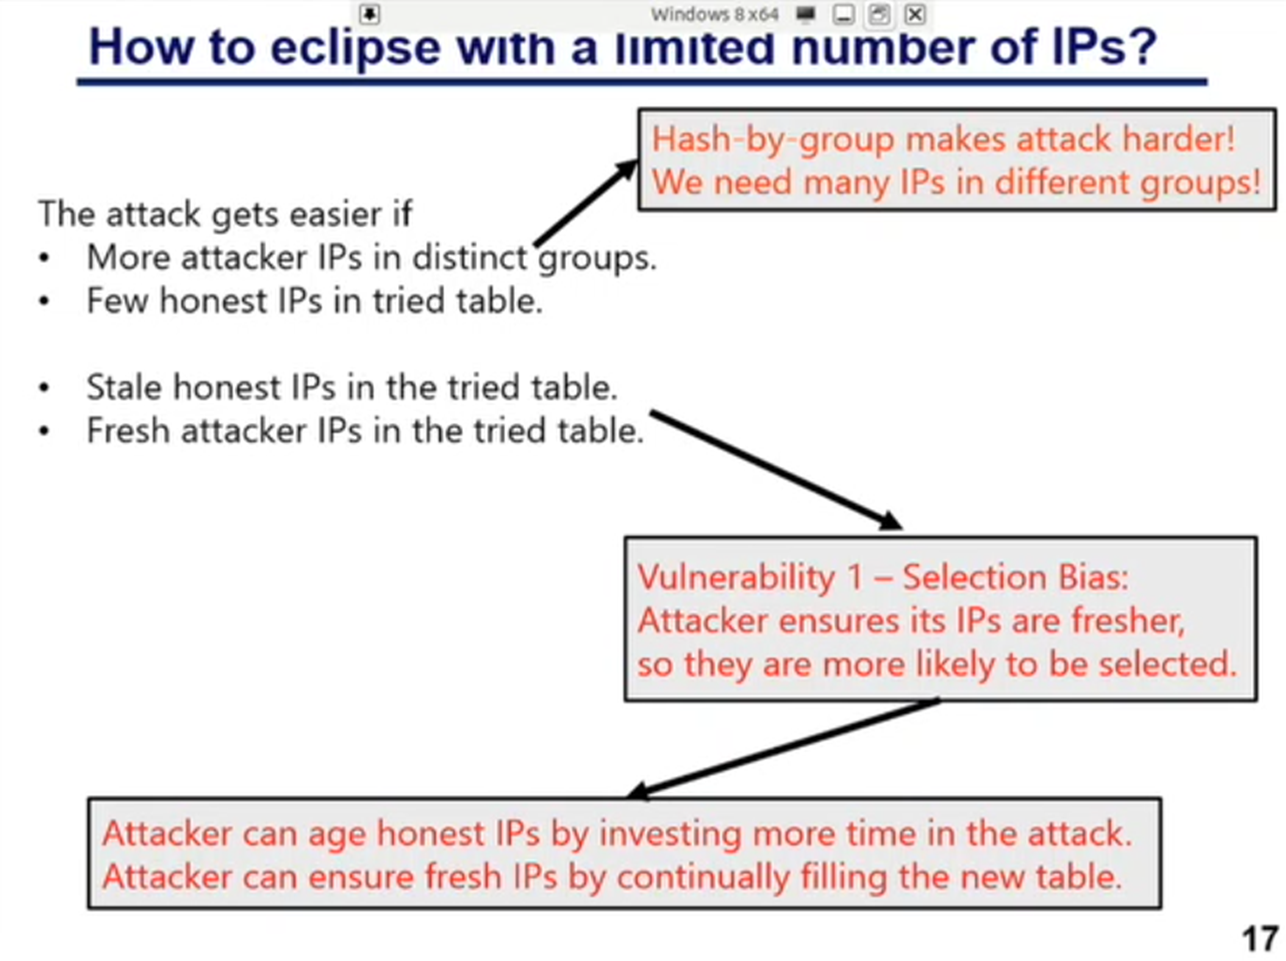 Windows 8 x64
How to eclipse with a limited number of IPs?
Hash-by-group makes attack harder!
We need many IPs in different groups!
The attack gets easier if
• More attacker IPs in distinct groups.
• Few honest IPs in tried table.
• Stale honest IPs in the tried table.
• Fresh attacker IPs in the tried table.
Vulnerability 1 – Selection Bias:
Attacker ensures its IPs are fresher,
so they are more likely to be selected.
Attacker can age honest IPs by investing more time in the attack.
Attacker can ensure fresh IPs by continually filling the new table.
17